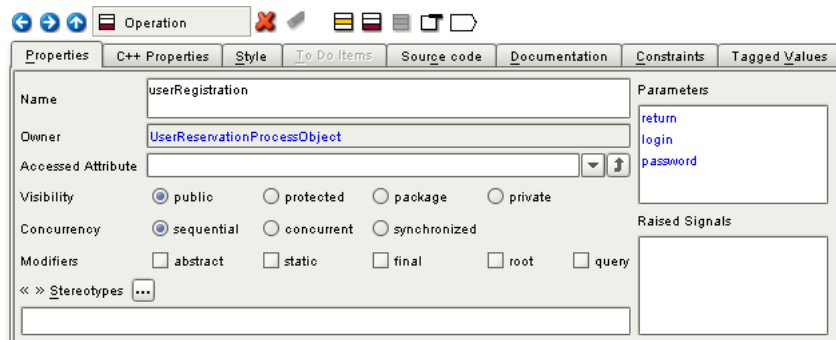 Operation
Properties C++ Properties Style To Do Items Source code Documentation Constraints Tagged Values
Name userRegistration
Parameters
return
login
password
Owner UserReservationProcessObject
Accessed Attribute
Visibility public protected package private
Concurrency sequential concurrent synchronized
Raised Signals
Modifiers abstract static final root query
« » Stereotypes ...